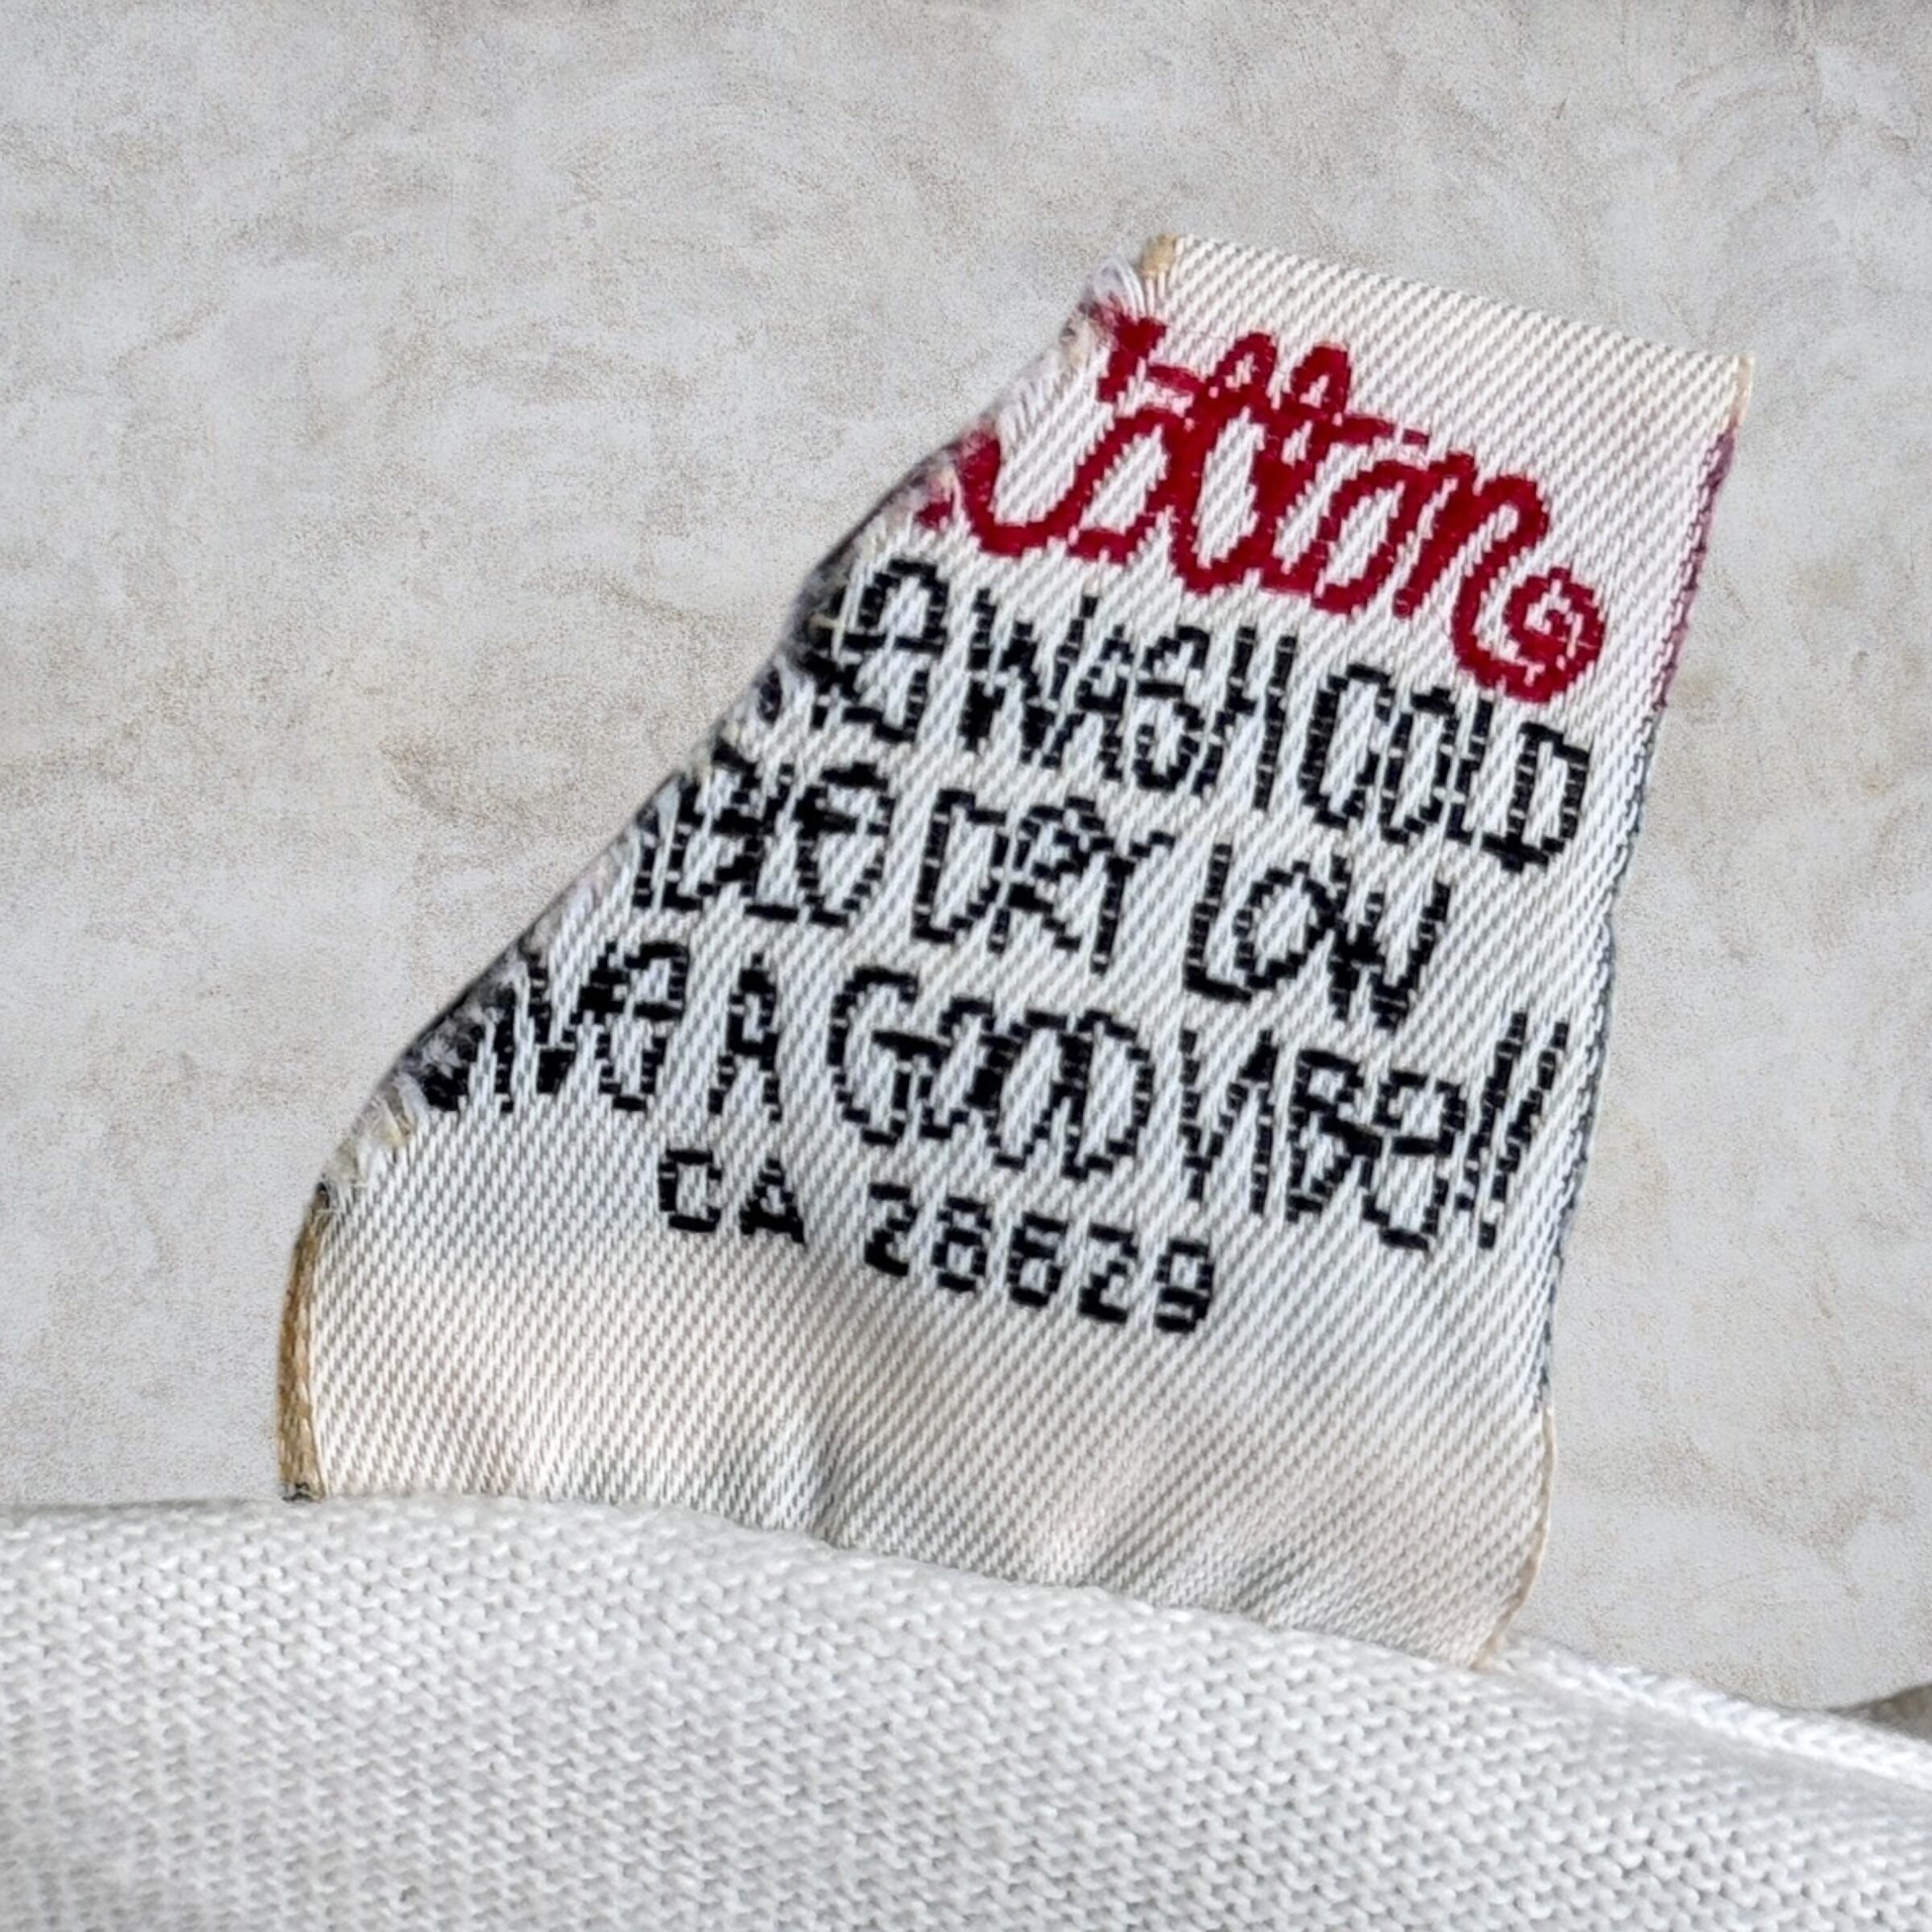 WASH COLD
DRY LOW
A GOOD VIBE!!
CA 28629